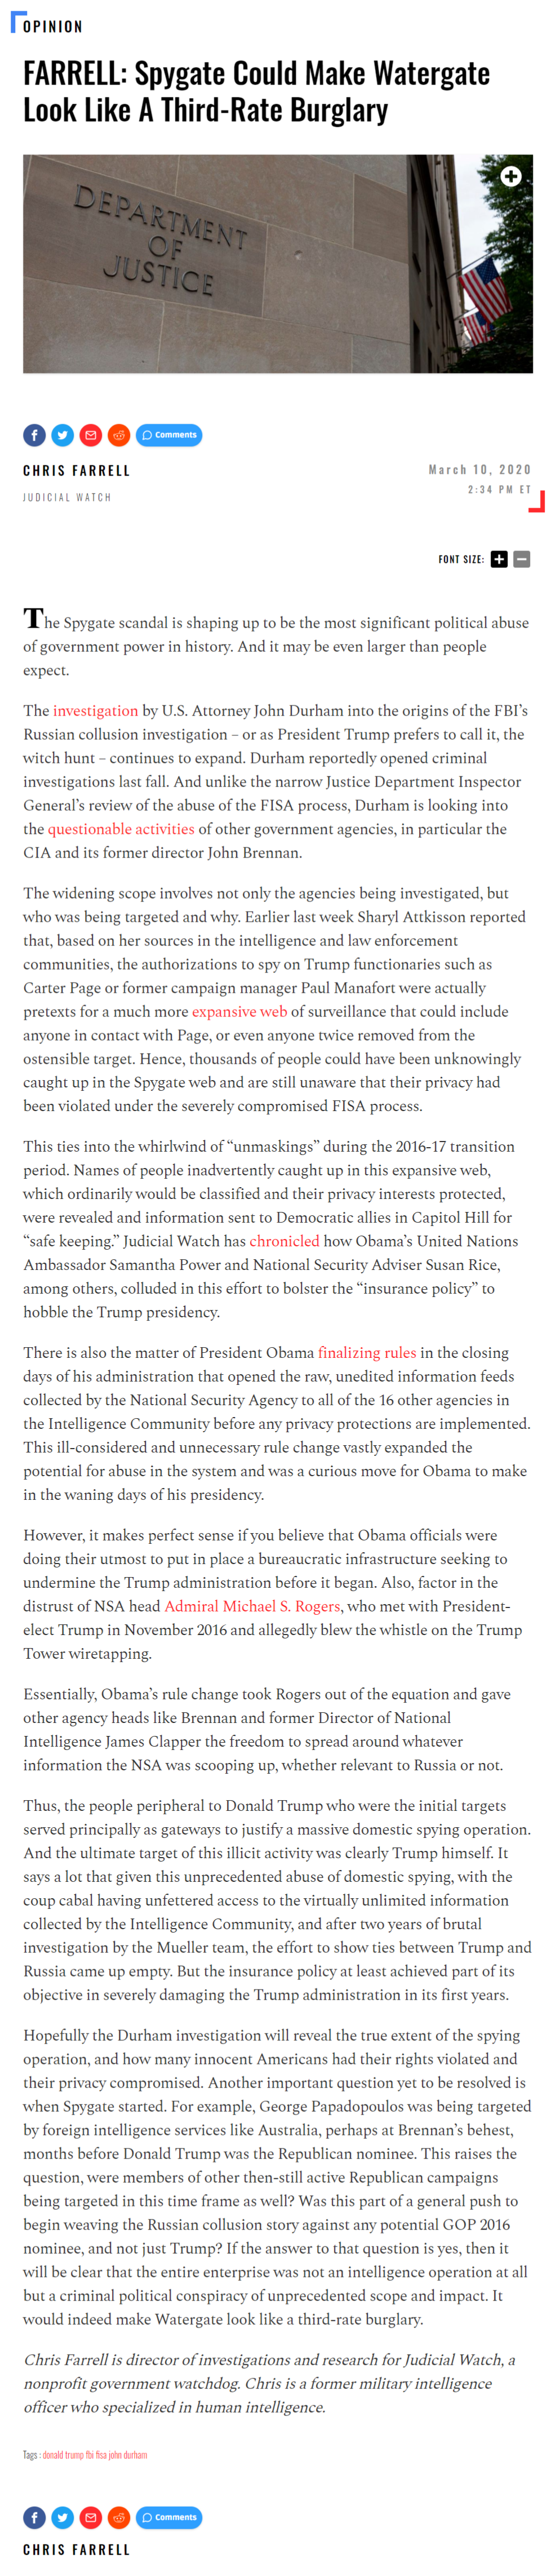 OPINION
FARRELL: Spygate Could Make Watergate
Look Like A Third-Rate Burglary
DEPARTMENT
OF
JUSTICE
Comments
CHRIS FARRELL
March 10, 2020
JUDICIAL WATCH
2:34 PM ET
FONT SIZE:
The Spygate scandal is shaping up to be the most significant political abuse
of government power in history. And it may be even larger than people
expect.
The investigation by U.S. Attorney John Durham into the origins of the FBI’s
Russian collusion investigation – or as President Trump prefers to call it, the
witch hunt – continues to expand. Durham reportedly opened criminal
investigations last fall. And unlike the narrow Justice Department Inspector
General’s review of the abuse of the FISA process, Durham is looking into
the questionable activities of other government agencies, in particular the
CIA and its former director John Brennan.
The widening scope involves not only the agencies being investigated, but
who was being targeted and why. Earlier last week Sharyl Attkisson reported
that, based on her sources in the intelligence and law enforcement
communities, the authorizations to spy on Trump functionaries such as
Carter Page or former campaign manager Paul Manafort were actually
pretexts for a much more expansive web of surveillance that could include
anyone in contact with Page, or even anyone twice removed from the
ostensible target. Hence, thousands of people could have been unknowingly
caught up in the Spygate web and are still unaware that their privacy had
been violated under the severely compromised FISA process.
This ties into the whirlwind of “unmaskings” during the 2016-17 transition
period. Names of people inadvertently caught up in this expansive web,
which ordinarily would be classified and their privacy interests protected,
were revealed and information sent to Democratic allies in Capitol Hill for
“safe keeping.” Judicial Watch has chronicled how Obama’s United Nations
Ambassador Samantha Power and National Security Adviser Susan Rice,
among others, colluded in this effort to bolster the “insurance policy” to
hobble the Trump presidency.
There is also the matter of President Obama finalizing rules in the closing
days of his administration that opened the raw, unedited information feeds
collected by the National Security Agency to all of the 16 other agencies in
the Intelligence Community before any privacy protections are implemented.
This ill-considered and unnecessary rule change vastly expanded the
potential for abuse in the system and was a curious move for Obama to make
in the waning days of his presidency.
However, it makes perfect sense if you believe that Obama officials were
doing their utmost to put in place a bureaucratic infrastructure seeking to
undermine the Trump administration before it began. Also, factor in the
distrust of NSA head Admiral Michael S. Rogers, who met with President-
elect Trump in November 2016 and allegedly blew the whistle on the Trump
Tower wiretapping.
Essentially, Obama’s rule change took Rogers out of the equation and gave
other agency heads like Brennan and former Director of National
Intelligence James Clapper the freedom to spread around whatever
information the NSA was scooping up, whether relevant to Russia or not.
Thus, the people peripheral to Donald Trump who were the initial targets
served principally as gateways to justify a massive domestic spying operation.
And the ultimate target of this illicit activity was clearly Trump himself. It
says a lot that given this unprecedented abuse of domestic spying, with the
coup cabal having unfettered access to the virtually unlimited information
collected by the Intelligence Community, and after two years of brutal
investigation by the Mueller team, the effort to show ties between Trump and
Russia came up empty. But the insurance policy at least achieved part of its
objective in severely damaging the Trump administration in its first years.
Hopefully the Durham investigation will reveal the true extent of the spying
operation, and how many innocent Americans had their rights violated and
their privacy compromised. Another important question yet to be resolved is
when Spygate started. For example, George Papadopoulos was being targeted
by foreign intelligence services like Australia, perhaps at Brennan’s behest,
months before Donald Trump was the Republican nominee. This raises the
question, were members of other then-still active Republican campaigns
being targeted in this time frame as well? Was this part of a general push to
begin weaving the Russian collusion story against any potential GOP 2016
nominee, and not just Trump? If the answer to that question is yes, then it
will be clear that the entire enterprise was not an intelligence operation at all
but a criminal political conspiracy of unprecedented scope and impact. It
would indeed make Watergate look like a third-rate burglary.
Chris Farrell is director of investigations and research for Judicial Watch, a
nonprofit government watchdog. Chris is a former military intelligence
officer who specialized in human intelligence.
Tags : donald trump fbi fisa john durham
Comments
CHRIS FARRELL